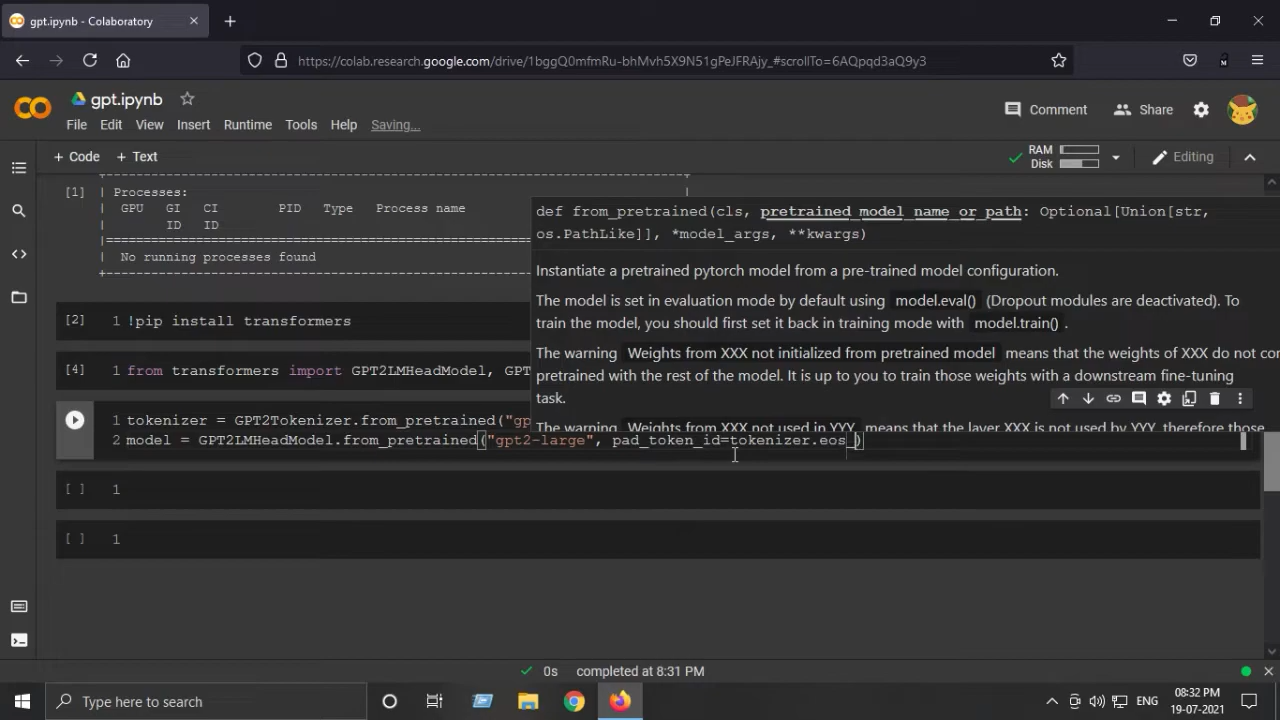 gpt.ipynb - Colaboratory
https://colab.research.google.com/drive/1bggQ0mfmRu-bhMvh5X9N51gPeJFRAjy_#scrollTo=6AQpqd3aQ9y3
gpt.ipynb
Comment
Share
File Edit View Insert Runtime Tools Help Saving...
+ Code + Text
RAM
Disk
Editing
[1] | Processes: |
| GPU GI CI PID Type Process name
| ID ID
| No running processes found
def from_pretrained(cls, pretrained_model_name_or_path: Optional[Union[str,
os.PathLike]], *model_args, **kwargs)
Instantiate a pretrained pytorch model from a pre-trained model configuration.
The model is set in evaluation mode by default using model.eval() (Dropout modules are deactivated). To
train the model, you should first set it back in training mode with model.train() .
The warning Weights from XXX not initialized from pretrained model means that the weights of XXX do not co
pretrained with the rest of the model. It is up to you to train those weights with a downstream fine-tuning
task.
The warning Weights from XXX not used in YYY means that the layer XXX is not used by YYY, therefore those
[2] 1 !pip install transformers
[4] 1 from transformers import GPT2LMHeadModel, GPT
1 tokenizer = GPT2Tokenizer.from_pretrained("gp
2 model = GPT2LMHeadModel.from_pretrained("gpt2-large", pad_token_id=tokenizer.eos_)
[ ] 1
[ ] 1
0s completed at 8:31 PM
Type here to search
ENG
08:32 PM
19-07-2021